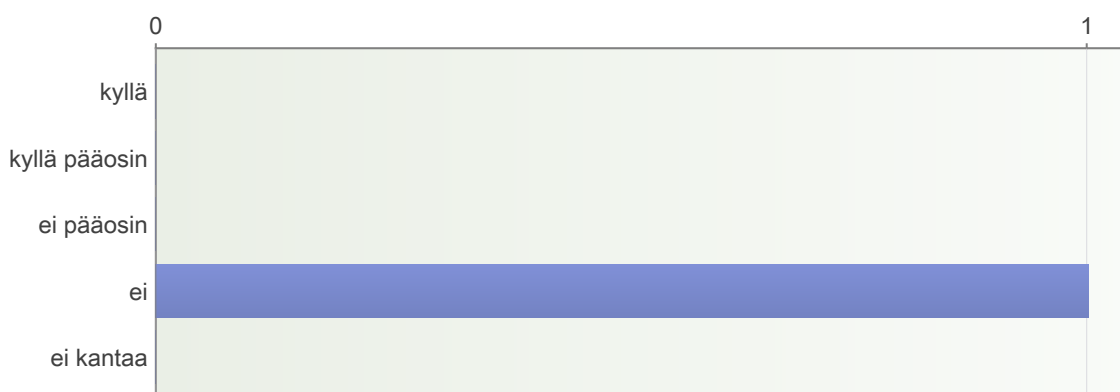 0 1
kyllä
kyllä pääosin
ei pääosin
ei
ei kantaa